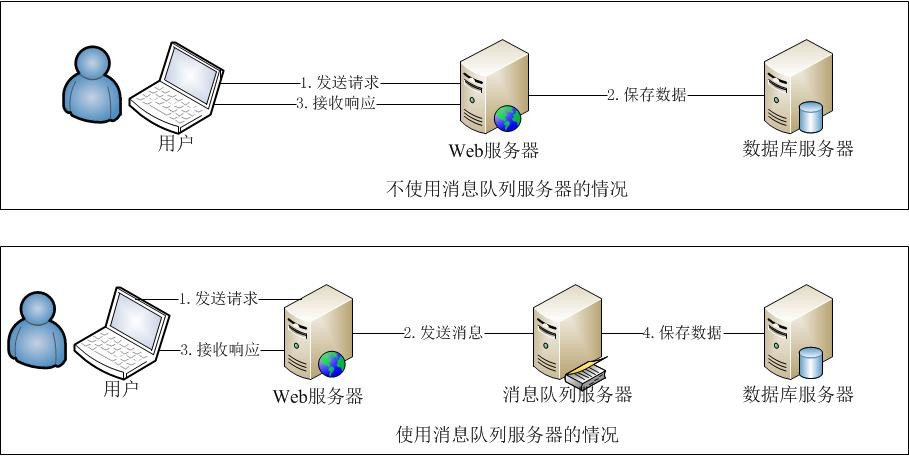 1.发送请求
3.接收响应
2.保存数据
用户
Web服务器
数据库服务器
不使用消息队列服务器的情况
1.发送请求
2.发送消息
4.保存数据
3.接收响应
用户
Web服务器
消息队列服务器
数据库服务器
使用消息队列服务器的情况